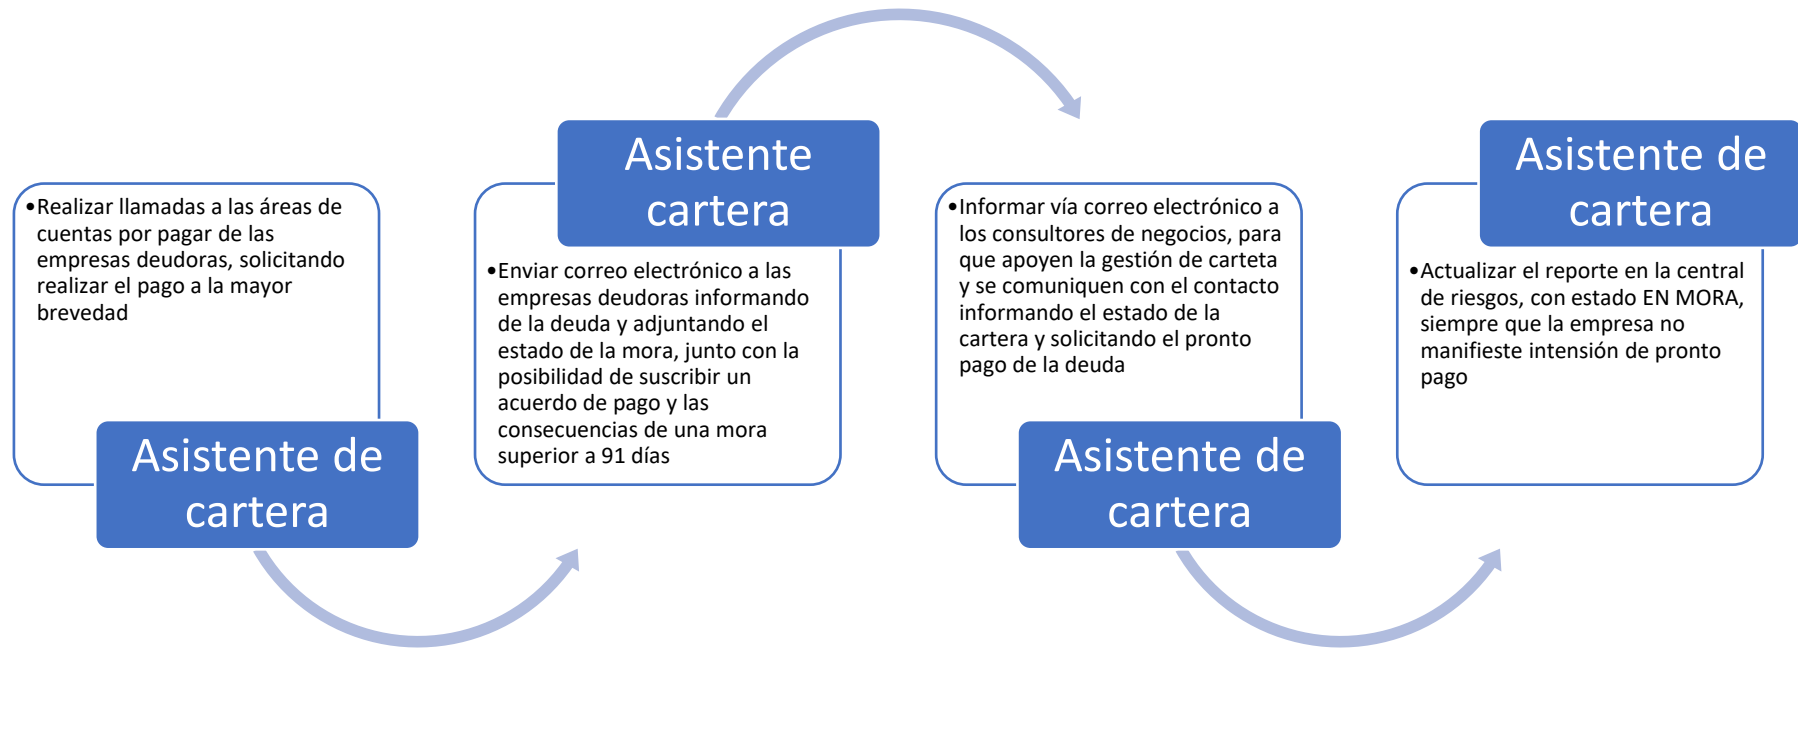 •Realizar llamadas a las áreas de
cuentas por pagar de las
empresas deudoras, solicitando
realizar el pago a la mayor
brevedad
Asistente de
cartera
Asistente
cartera
•Enviar correo electrónico a las
empresas deudoras informando
de la deuda y adjuntando el
estado de la mora, junto con la
posibilidad de suscribir un
acuerdo de pago y las
consecuencias de una mora
superior a 91 días
•Informar vía correo electrónico a
los consultores de negocios, para
que apoyen la gestión de carteta
y se comuniquen con el contacto
informando el estado de la
cartera y solicitando el pronto
pago de la deuda
Asistente de
cartera
Asistente de
cartera
•Actualizar el reporte en la central
de riesgos, con estado EN MORA,
siempre que la empresa no
manifieste intensión de pronto
pago